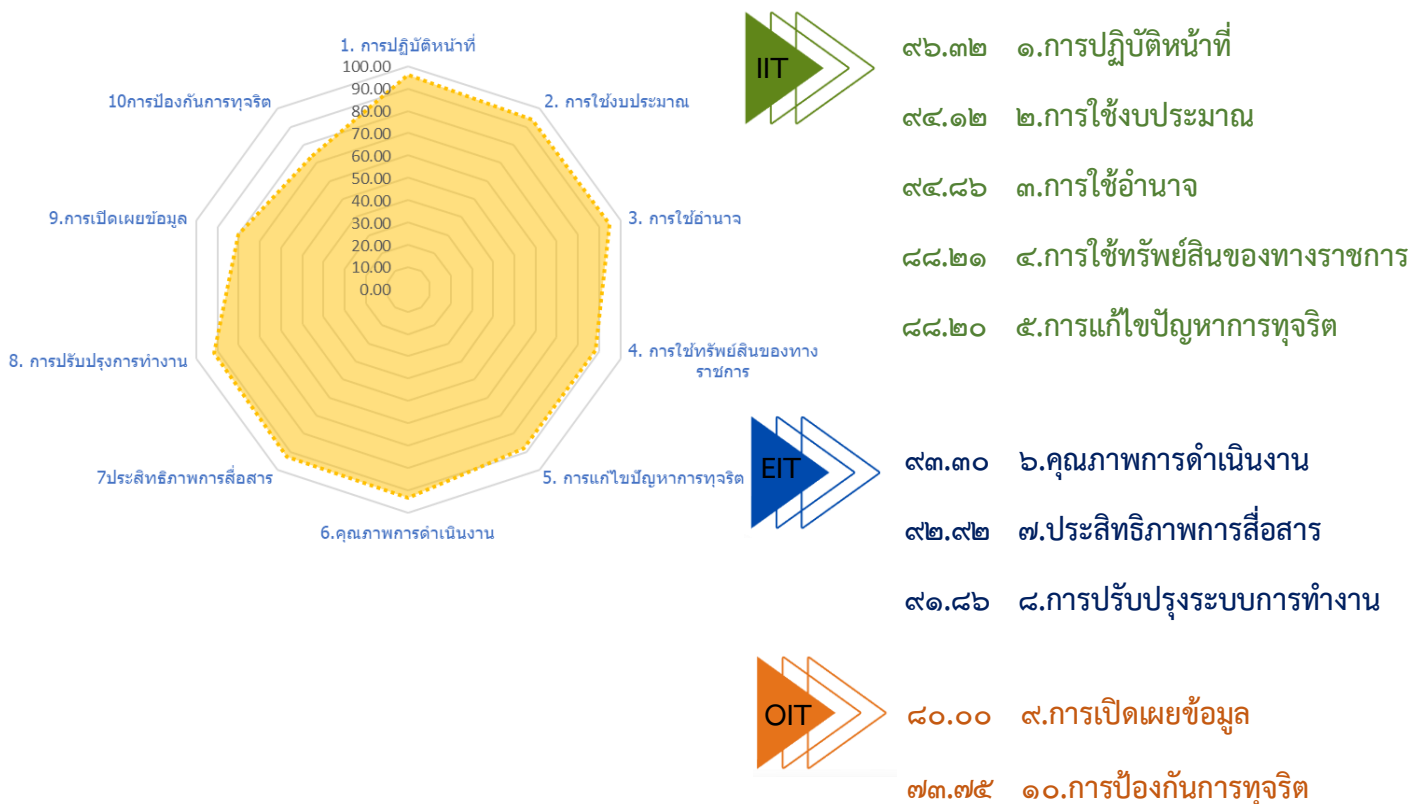 1. การปฏิบัติหน้าที่
100.00
90.00
80.00
70.00
60.00
50.00
40.00
30.00
20.00
10.00
0.00
2. การใช้งบประมาณ
3. การใช้อำนาจ
4. การใช้ทรัพย์สินของทาง
ราชการ
5. การแก้ไขปัญหาการทุจริต
6.คุณภาพการดำเนินงาน
7ประสิทธิภาพการสื่อสาร
8. การปรับปรุงการทำงาน
9.การเปิดเผยข้อมูล
10การป้องกันการทุจริต
IIT
๙๖.๓๒ ๑.การปฏิบัติหน้าที่
๙๔.๑๒ ๒.การใช้งบประมาณ
๙๔.๘๖ ๓.การใช้อำนาจ
๘๘.๒๑ ๔.การใช้ทรัพย์สินของทางราชการ
๘๘.๒๐ ๕.การแก้ไขปัญหาการทุจริต
EIT
๙๓.๓๐ ๖.คุณภาพการดำเนินงาน
๙๒.๙๒ ๗.ประสิทธิภาพการสื่อสาร
๙๑.๘๖ ๘.การปรับปรุงระบบการทำงาน
OIT
๘๐.๐๐ ๙.การเปิดเผยข้อมูล
๗๓.๗๕ ๑๐.การป้องกันการทุจริต